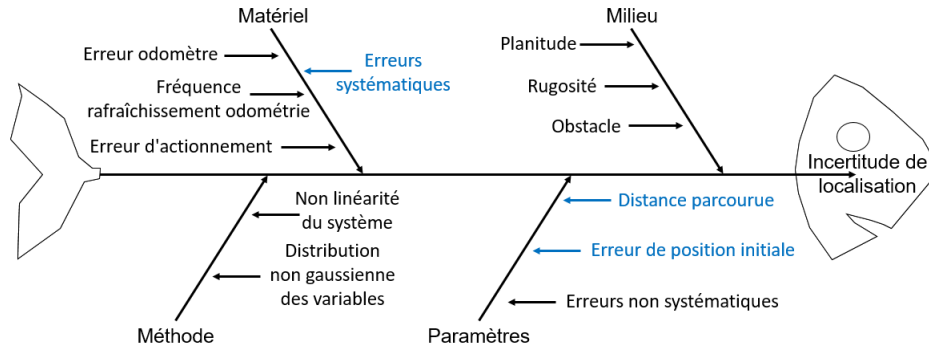 Matériel
Erreur odomètre
Erreurs
systématiques
Fréquence
rafraîchissement odométrie
Erreur d'actionnement
Milieu
Planitude
Rugosité
Obstacle
Incertitude de
localisation
Non linéarité
du système
Distribution
non gaussienne
des variables
Méthode
Distance parcourue
Erreur de position initiale
Erreurs non systématiques
Paramètres